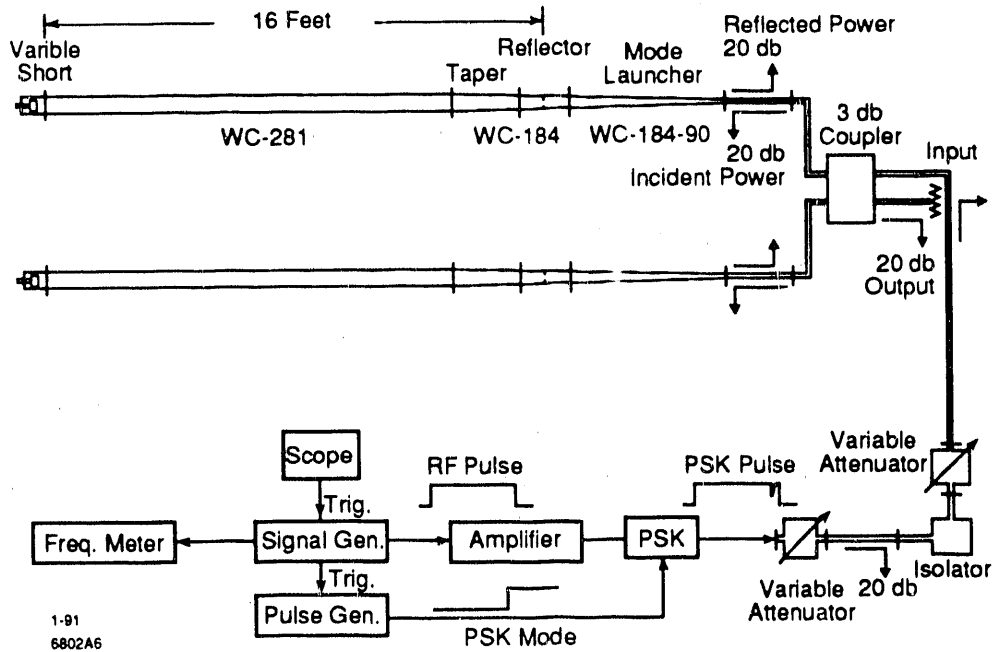 16 Feet
Varible
Short
Reflector
Taper
Mode
Launcher
Reflected Power
20 db
WC-281
WC-184
WC-184-90
20 db
Incident Power
3 db
Coupler
Input
20 db
Output
Variable
Attenuator
Scope
RF Pulse
PSK Pulse
Trig.
Freq. Meter
Signal Gen.
Amplifier
PSK
Isolator
Trig.
20 db
Variable
Attenuator
Pulse Gen.
PSK Mode
1-91
6802A6